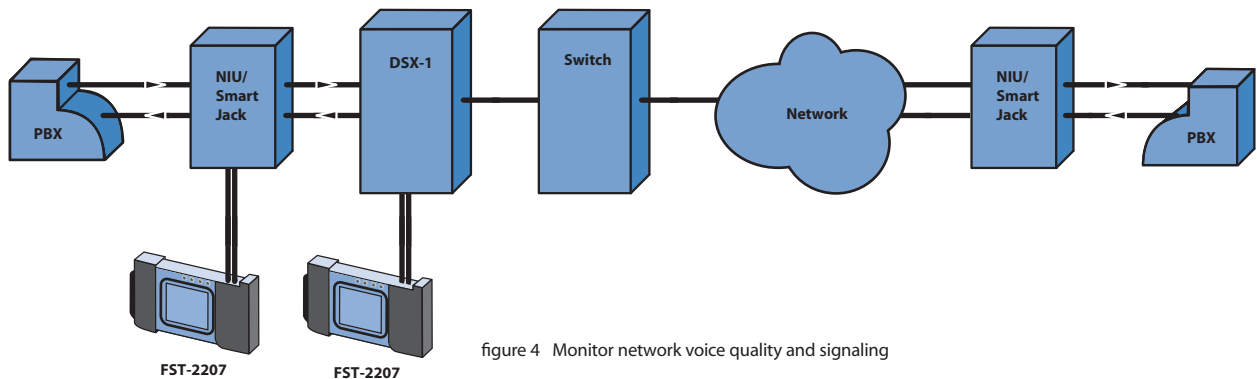 PBX
NIU/
Smart
Jack
DSX-1
Switch
Network
NIU/
Smart
Jack
PBX
FST-2207
FST-2207
figure 4 Monitor network voice quality and signaling